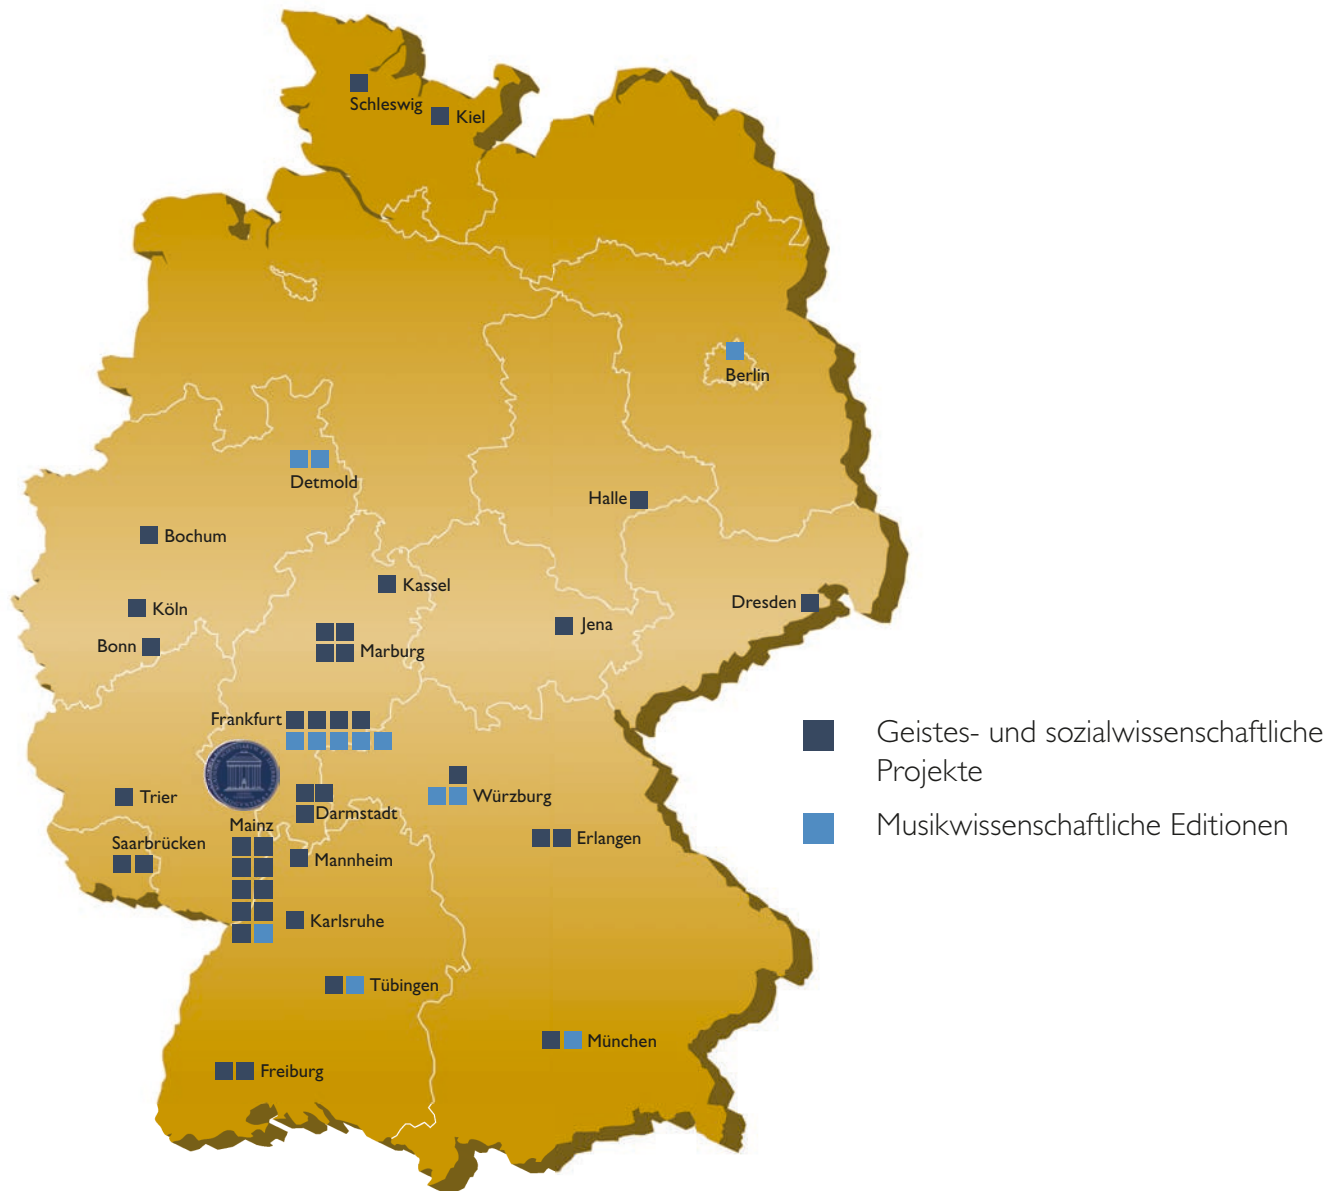 Schleswig
Kiel
Berlin
Detmold
Halle
Bochum
Kassel
Köln
Dresden
Jena
Bonn
Marburg
Frankfurt
Geistes- und sozialwissenschaftliche
Projekte
Trier
Würzburg
Darmstadt
Mainz
Musikwissenschaftliche Editionen
Saarbrücken
Erlangen
Mannheim
Karlsruhe
Tübingen
München
Freiburg